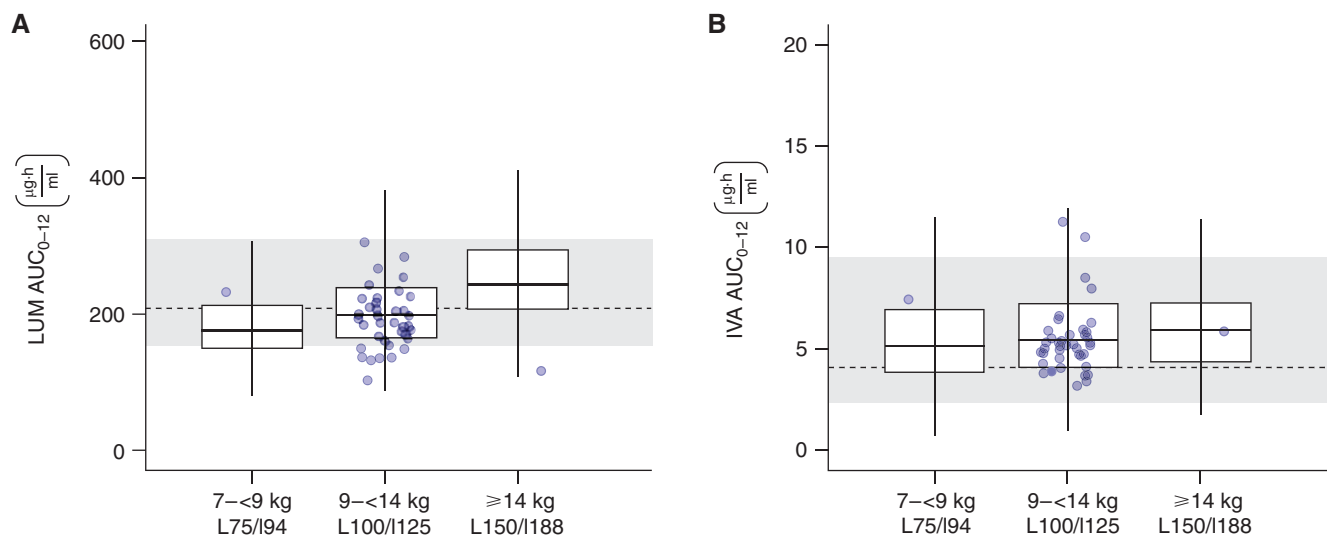 A
600
400
200
0
LUM AUC0–12 (µg·h/ml)
7–<9 kg
L75/I94
9–<14 kg
L100/I125
≥14 kg
L150/I188
B
20
15
10
5
0
IVA AUC0–12 (µg·h/ml)
7–<9 kg
L75/I94
9–<14 kg
L100/I125
≥14 kg
L150/I188